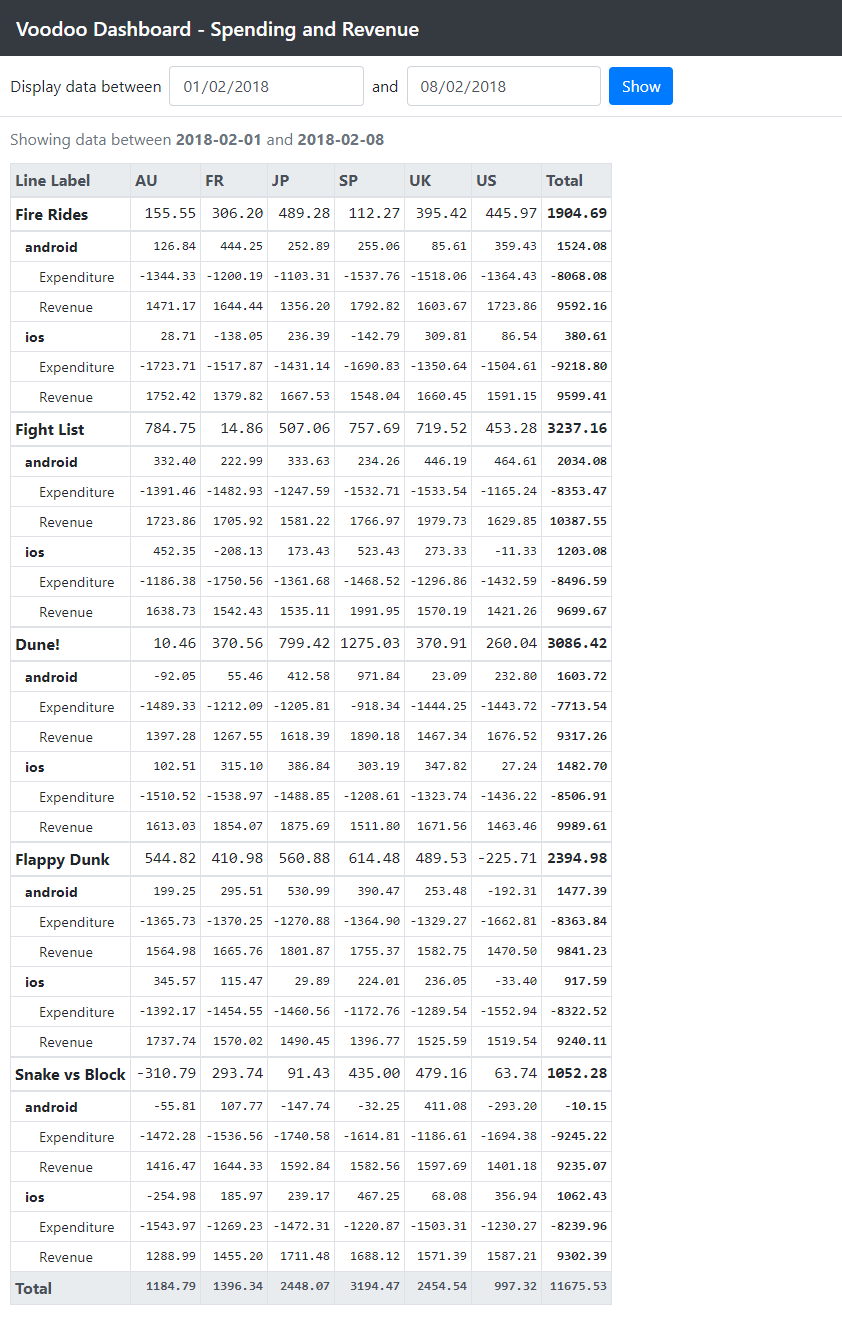 Voodoo Dashboard - Spending and Revenue
Display data between 01/02/2018 and 08/02/2018 Show
Showing data between 2018-02-01 and 2018-02-08
Line Label AU FR JP SP UK US Total
Fire Rides 155.55 306.20 489.28 112.27 395.42 445.97 1904.69
android 126.84 444.25 252.89 255.06 85.61 359.43 1524.08
Expenditure -1344.33 -1200.19 -1103.31 -1537.76 -1518.06 -1364.43 -8068.08
Revenue 1471.17 1644.44 1356.20 1792.82 1603.67 1723.86 9592.16
ios 28.71 -138.05 236.39 -142.79 309.81 86.54 380.61
Expenditure -1723.71 -1517.87 -1431.14 -1690.83 -1350.64 -1504.61 -9218.80
Revenue 1752.42 1379.82 1667.53 1548.04 1660.45 1591.15 9599.41
Fight List 784.75 14.86 507.06 757.69 719.52 453.28 3237.16
android 332.40 222.99 333.63 234.26 446.19 464.61 2034.08
Expenditure -1391.46 -1482.93 -1247.59 -1532.71 -1533.54 -1165.24 -8353.47
Revenue 1723.86 1705.92 1581.22 1766.97 1979.73 1629.85 10387.55
ios 452.35 -208.13 173.43 523.43 273.33 -11.33 1203.08
Expenditure -1186.38 -1750.56 -1361.68 -1468.52 -1296.86 -1432.59 -8496.59
Revenue 1638.73 1542.43 1535.11 1991.95 1570.19 1421.26 9699.67
Dune! 10.46 370.56 799.42 1275.03 370.91 260.04 3086.42
android -92.05 55.46 412.58 971.84 23.09 232.80 1603.72
Expenditure -1489.33 -1212.09 -1205.81 -918.34 -1444.25 -1443.72 -7713.54
Revenue 1397.28 1267.55 1618.39 1890.18 1467.34 1676.52 9317.26
ios 102.51 315.10 386.84 303.19 347.82 27.24 1482.70
Expenditure -1510.52 -1538.97 -1488.85 -1208.61 -1323.74 -1436.22 -8506.91
Revenue 1613.03 1854.07 1875.69 1511.80 1671.56 1463.46 9989.61
Flappy Dunk 544.82 410.98 560.88 614.48 489.53 -225.71 2394.98
android 199.25 295.51 530.99 390.47 253.48 -192.31 1477.39
Expenditure -1365.73 -1370.25 -1270.88 -1364.90 -1329.27 -1662.81 -8363.84
Revenue 1564.98 1665.76 1801.87 1755.37 1582.75 1470.50 9841.23
ios 345.57 115.47 29.89 224.01 236.05 -33.40 917.59
Expenditure -1392.17 -1454.55 -1460.56 -1172.76 -1289.54 -1552.94 -8322.52
Revenue 1737.74 1570.02 1490.45 1396.77 1525.59 1519.54 9240.11
Snake vs Block -310.79 293.74 91.43 435.00 479.16 63.74 1052.28
android -55.81 107.77 -147.74 -32.25 411.08 -293.20 -10.15
Expenditure -1472.28 -1536.56 -1740.58 -1614.81 -1186.61 -1694.38 -9245.22
Revenue 1416.47 1644.33 1592.84 1582.56 1597.69 1401.18 9235.07
ios -254.98 185.97 239.17 467.25 68.08 356.94 1062.43
Expenditure -1543.97 -1269.23 -1472.31 -1220.87 -1503.31 -1230.27 -8239.96
Revenue 1288.99 1455.20 1711.48 1688.12 1571.39 1587.21 9302.39
Total 1184.79 1396.34 2448.07 3194.47 2454.54 997.32 11675.53